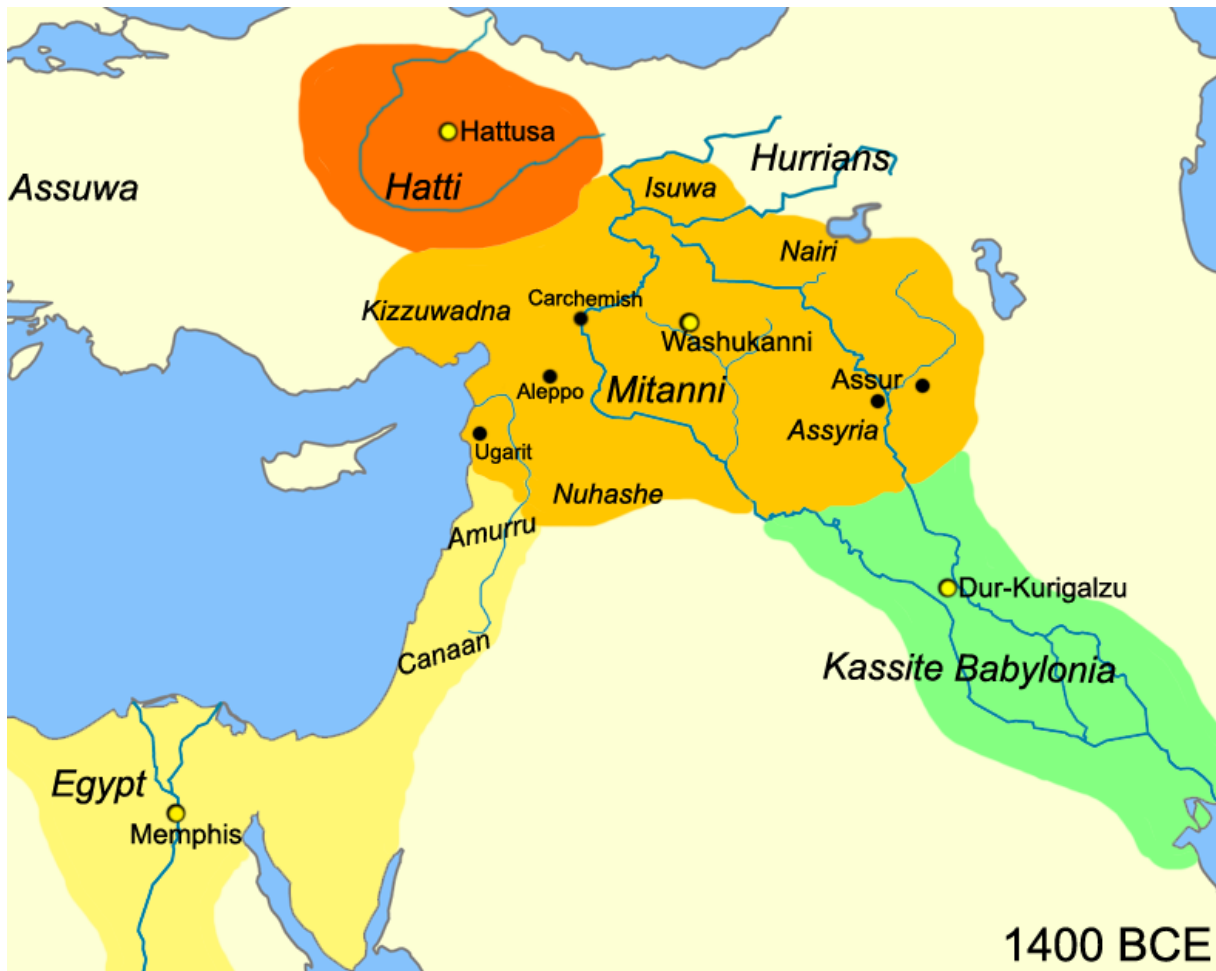 Hattusa
Hurrians
Assuwa
Hatti
Isuwa
Nairi
Carchemish
Kizzuwadna
Washukanni
Aleppo
Mitanni
Assur
Assyria
Ugarit
Nuhashe
Amurru
Dur-Kurigalzu
Canaan
Kassite Babylonia
Egypt
Memphis
1400 BCE